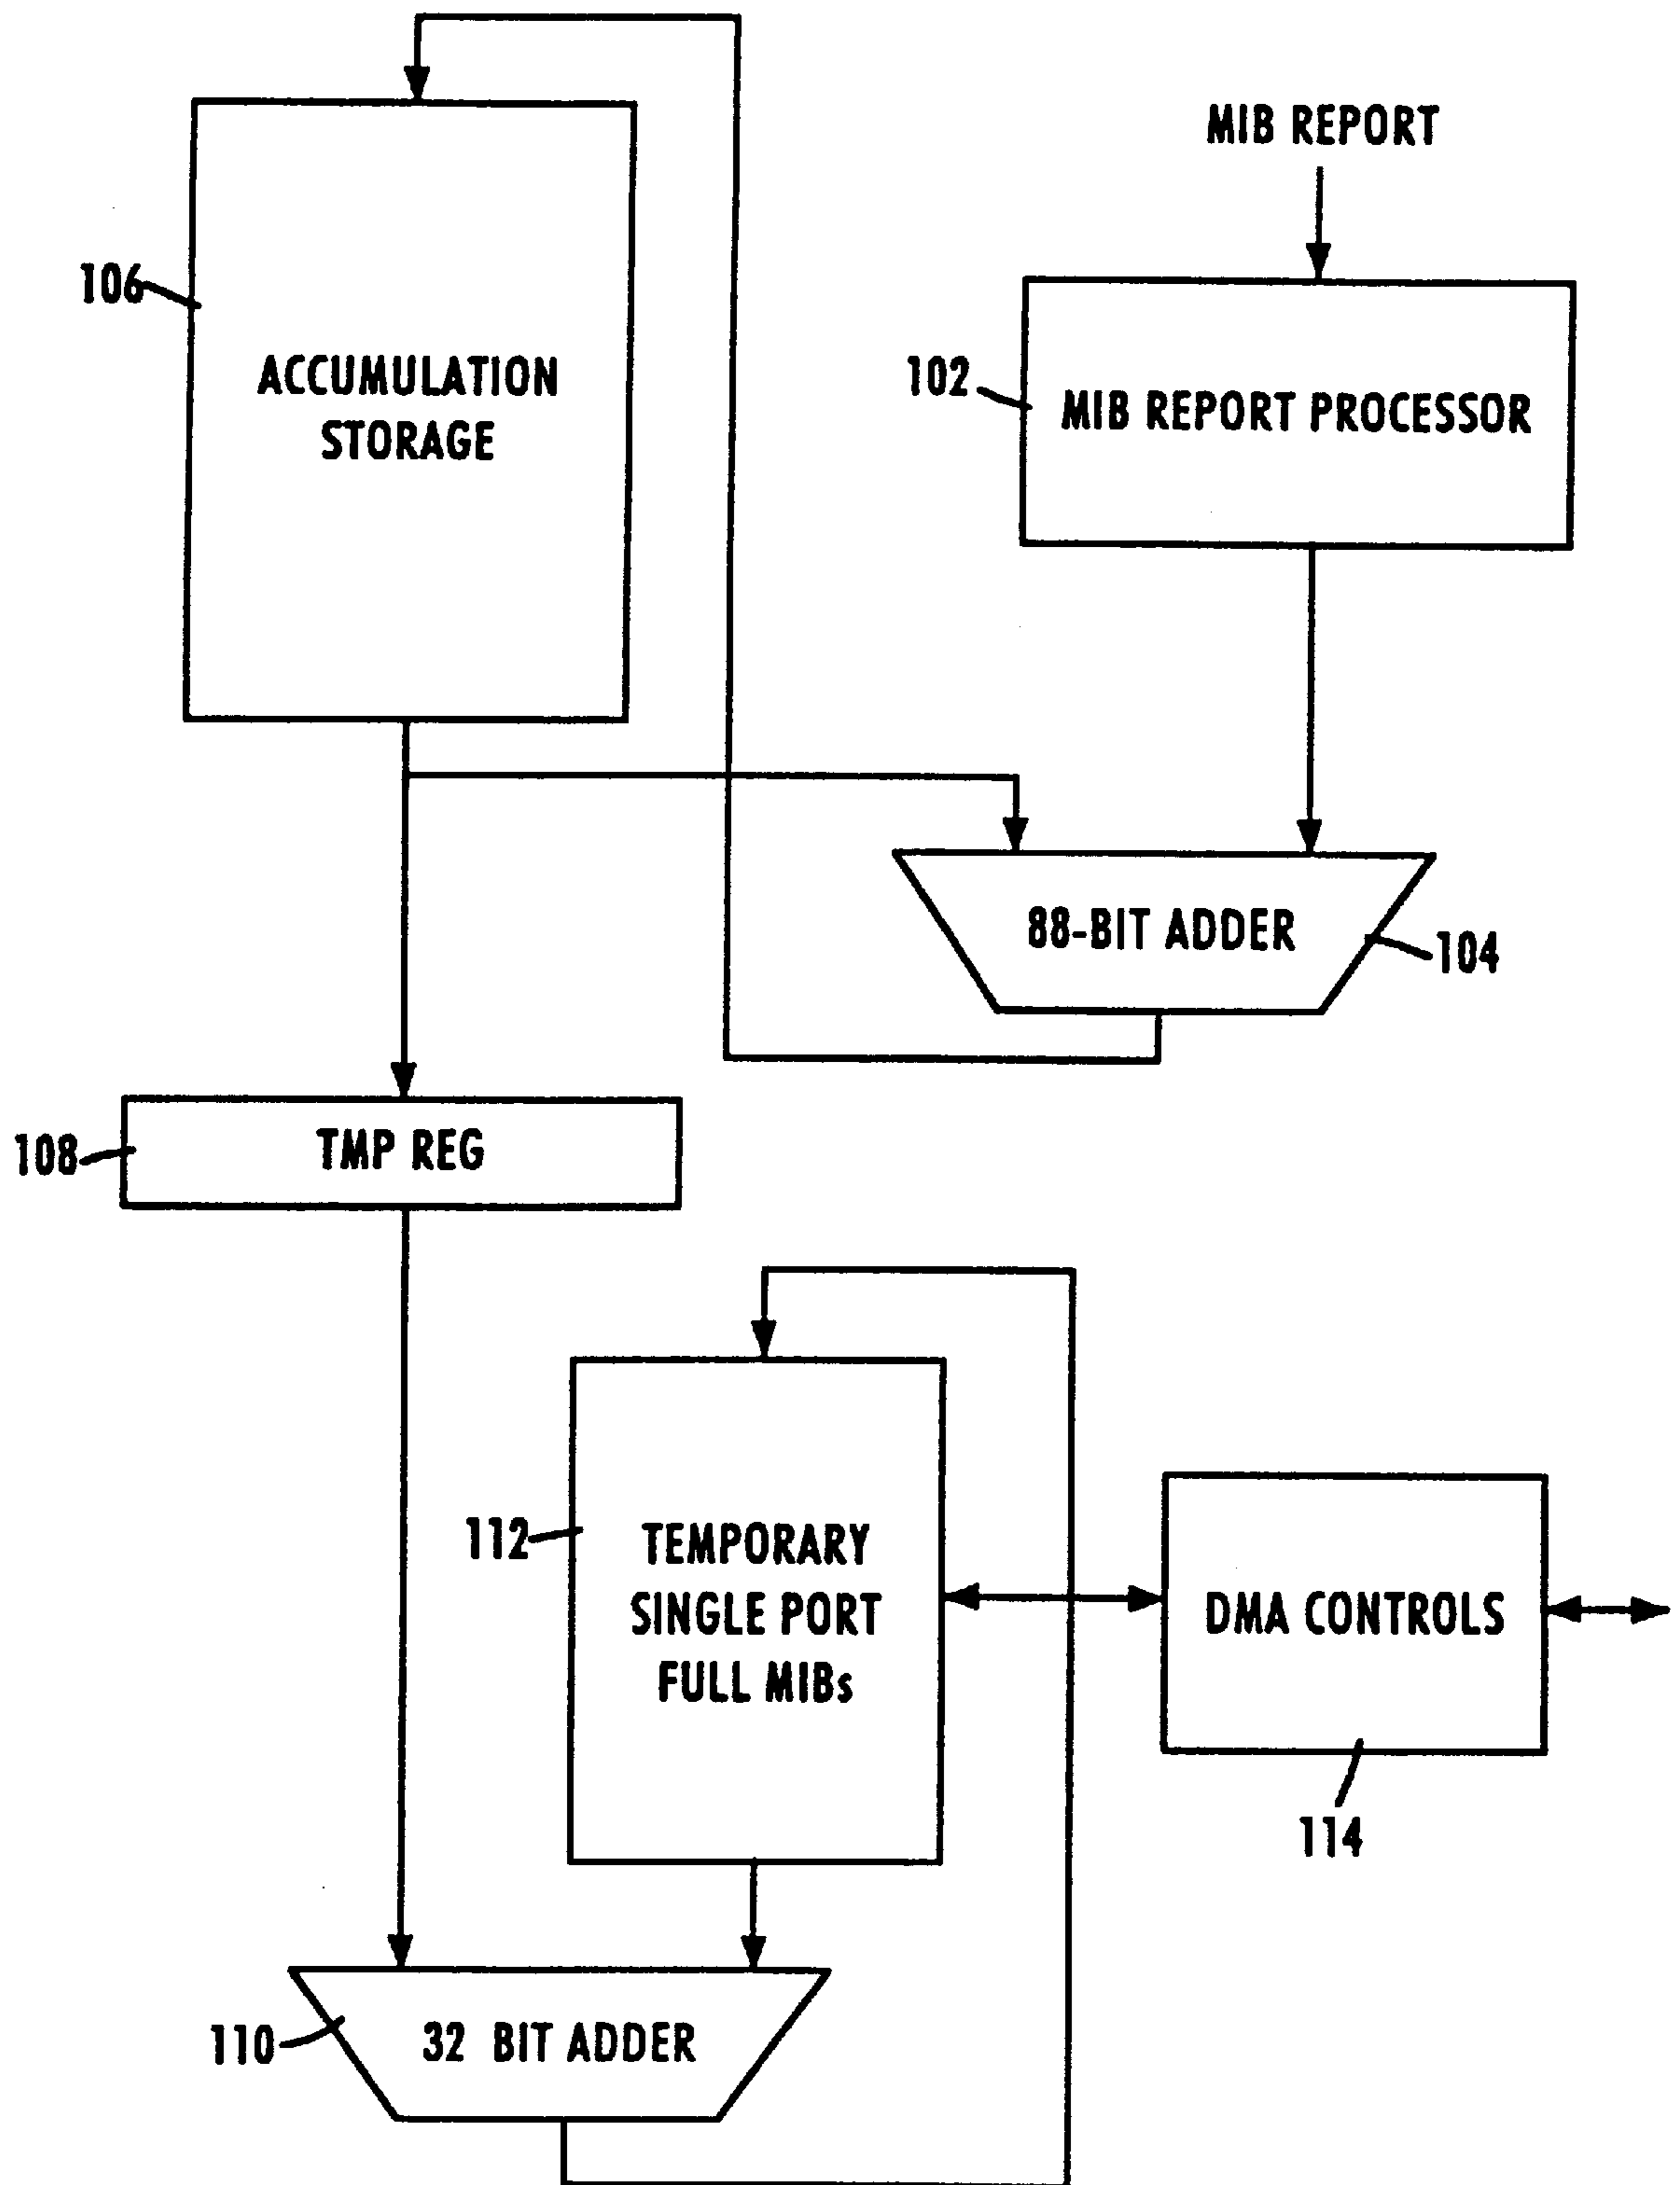 MIB REPORT
106
ACCUMULATION
STORAGE
102
MIB REPORT PROCESSOR
88-BIT ADDER
104
108
TMP REG
112
TEMPORARY
SINGLE PORT
FULL MIBs
DMA CONTROLS
114
110
32 BIT ADDER